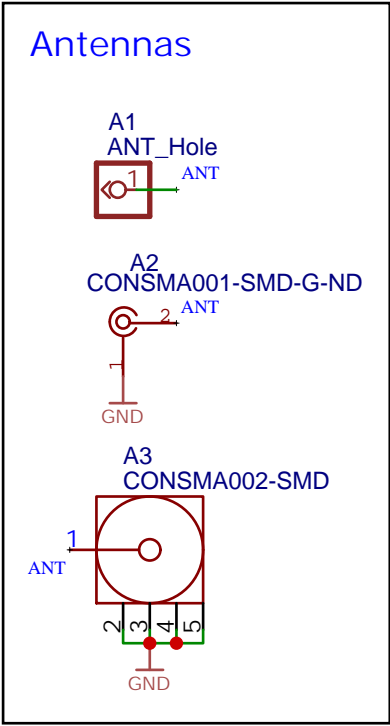 Antennas
A1
ANT_Hole
1
ANT
A2
CONSMA001-SMD-G-ND
ANT
2
1
GND
A3
CONSMA002-SMD
1
ANT
2 3 4 5
GND